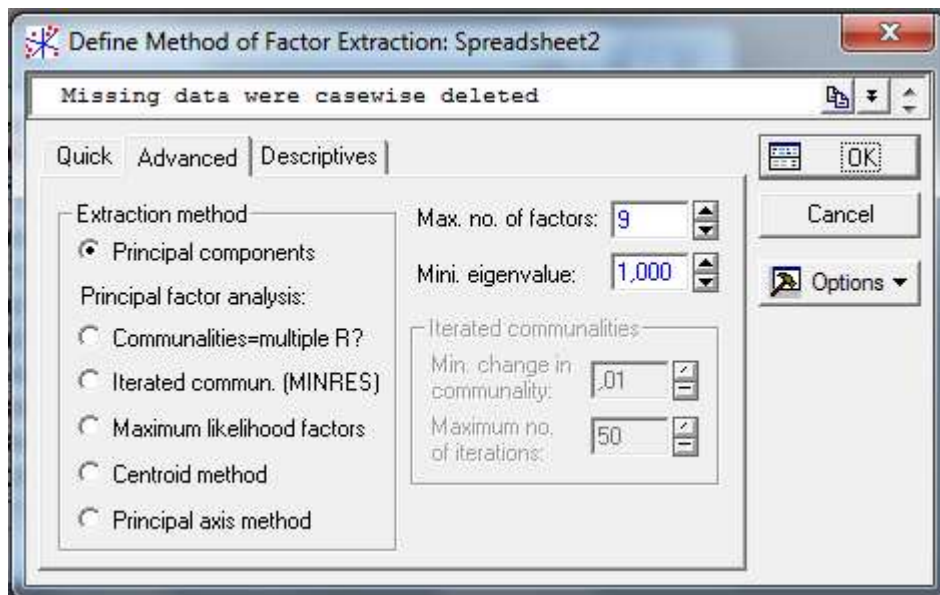 Define Method of Factor Extraction: Spreadsheet2
Missing data were casewise deleted
Quick Advanced Descriptives
OK
Cancel
Options
Extraction method
Principal components
Principal factor analysis:
Communalities=multiple R?
Iterated commun. (MINRES)
Maximum likelihood factors
Centroid method
Principal axis method
Max. no. of factors: 9
Mini. eigenvalue: 1,000
Iterated communalities
Min. change in
communality: ,01
Maximum no.
of iterations: 50